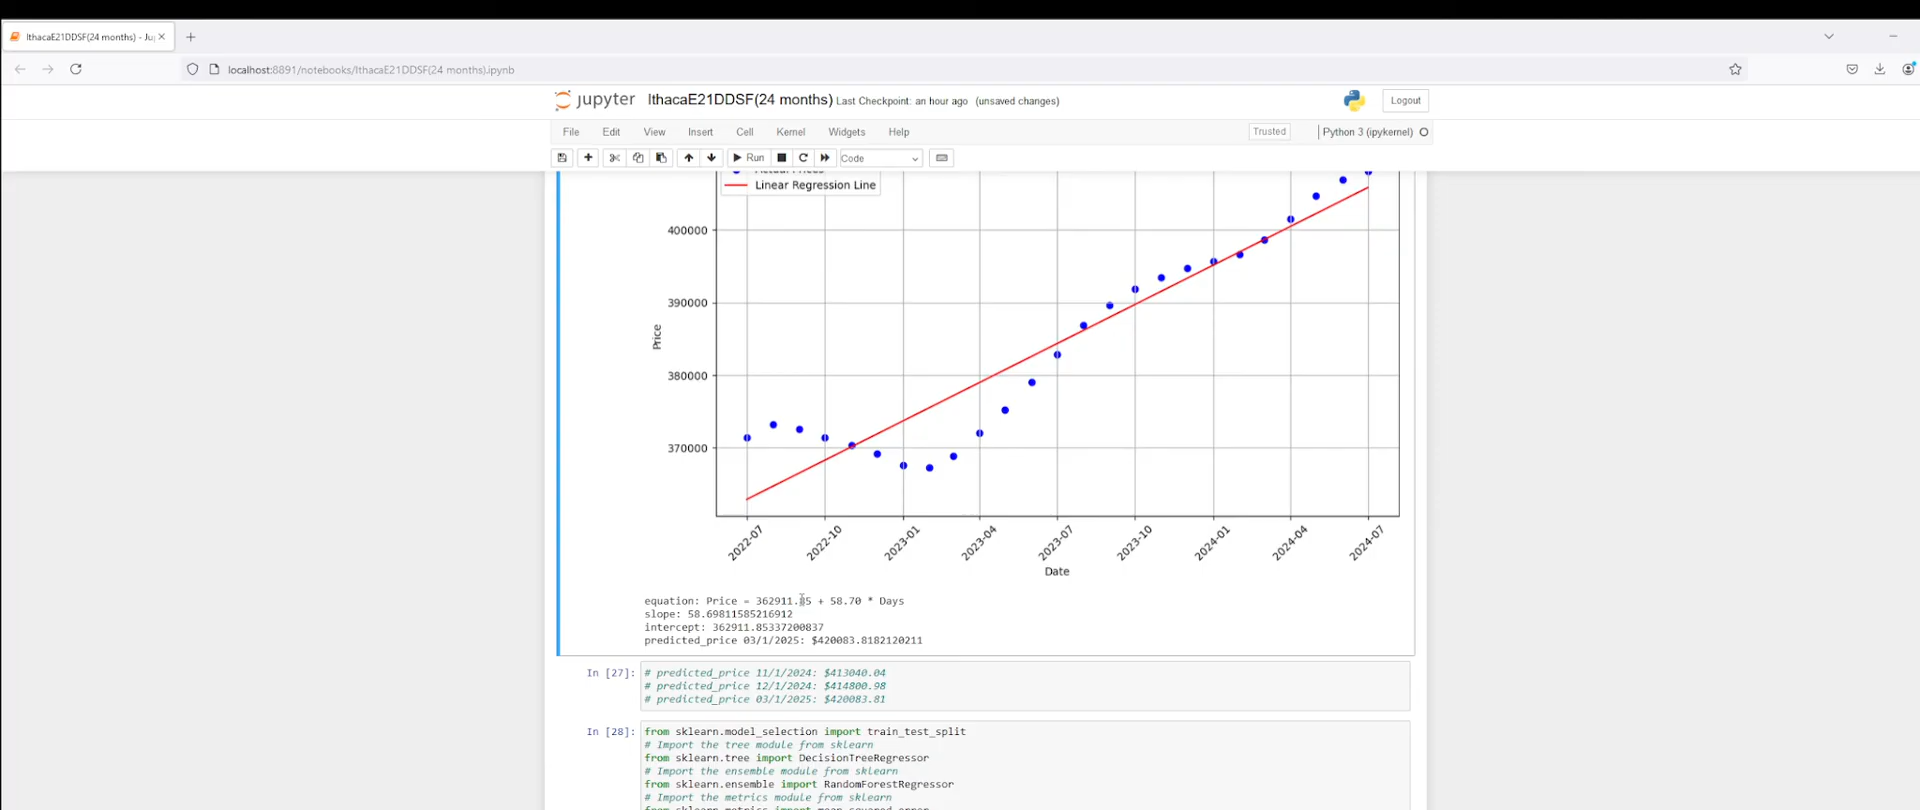 IthacaE21DDSF(24 months) - Ju
localhost:8891/notebooks/IthacaE21DDSF(24 months).ipynb
jupyter IthacaE21DDSF(24 months) Last Checkpoint: an hour ago (unsaved changes)
Logout
File Edit View Insert Cell Kernel Widgets Help
Trusted
Python 3 (ipykernel)
Run
Code
Actual Prices
Linear Regression Line
400000
390000
380000
370000
Price
2022-07
2022-10
2023-01
2023-04
2023-07
2023-10
2024-01
2024-04
2024-07
Date
equation: Price = 362911.85 + 58.70 * Days
slope: 58.69811585216912
intercept: 362911.85337200837
predicted_price 03/1/2025: $420083.8182120211
In [27]:
# predicted_price 11/1/2024: $413040.04
# predicted_price 12/1/2024: $414800.98
# predicted_price 03/1/2025: $420083.81
In [28]:
from sklearn.model_selection import train_test_split
# Import the tree module from sklearn
from sklearn.tree import DecisionTreeRegressor
# Import the ensemble module from sklearn
from sklearn.ensemble import RandomForestRegressor
# Import the metrics module from sklearn
from sklearn.metrics import mean_squared_error